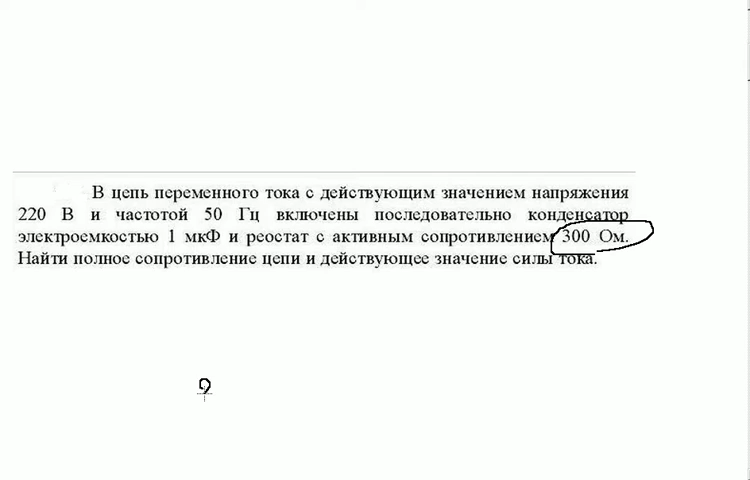 В цепь переменного тока с действующим значением напряжения
220 В и частотой 50 Гц включены последовательно конденсатор
электроемкостью 1 мкФ и реостат с активным сопротивлением 300 Ом.
Найти полное сопротивление цепи и действующее значение силы тока.